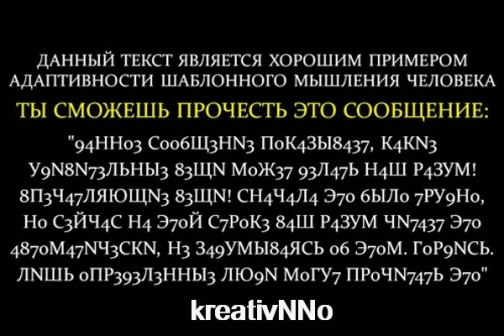 ДАННЫЙ ТЕКСТ ЯВЛЯЕТСЯ ХОРОШИМ ПРИМЕРОМ
АДАПТИВНОСТИ ШАБЛОННОГО МЫШЛЕНИЯ ЧЕЛОВЕКА
ТЫ СМОЖЕШЬ ПРОЧЕСТЬ ЭТО СООБЩЕНИЕ:
"94ННОЗ СОО6Щ3НN3 ПОК4ЗЫ8437, К4КN3
У9N8N73ЛЬНЫ3 83ЩN МОЖ37 93Л47Ь Н4Ш Р4ЗУМ!
8П3Ч47ЛЯЮЩN3 83ЩN! СН4Ч4Л4 Э7О 6ЫЛО 7РУ9НО,
НО С3ЙЧ4С Н4 Э7ОЙ С7РОК3 84Ш Р4ЗУМ ЧN7437 Э7О
4870М47NЧ3СКN, Н3 З49УМЫ84ЯСЬ О6 Э7ОМ. ГОР9NСЬ.
ЛNШЬ ОПР393Л3ННЫ3 ЛЮ9N МОГУ7 ПРОЧN747Ь Э7О"
kreativNNo